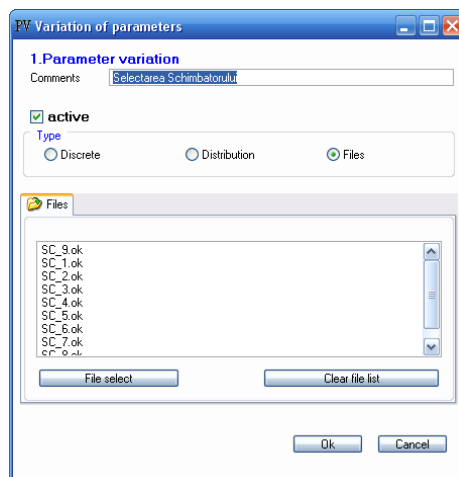 PV Variation of parameters
1.Parameter variation
Comments Selectarea Schimbatorului
active
Type
Discrete Distribution Files
Files
SC_9.ok
SC_1.ok
SC_2.ok
SC_3.ok
SC_4.ok
SC_5.ok
SC_6.ok
SC_7.ok
SC_8.ok
File select Clear file list
Ok Cancel